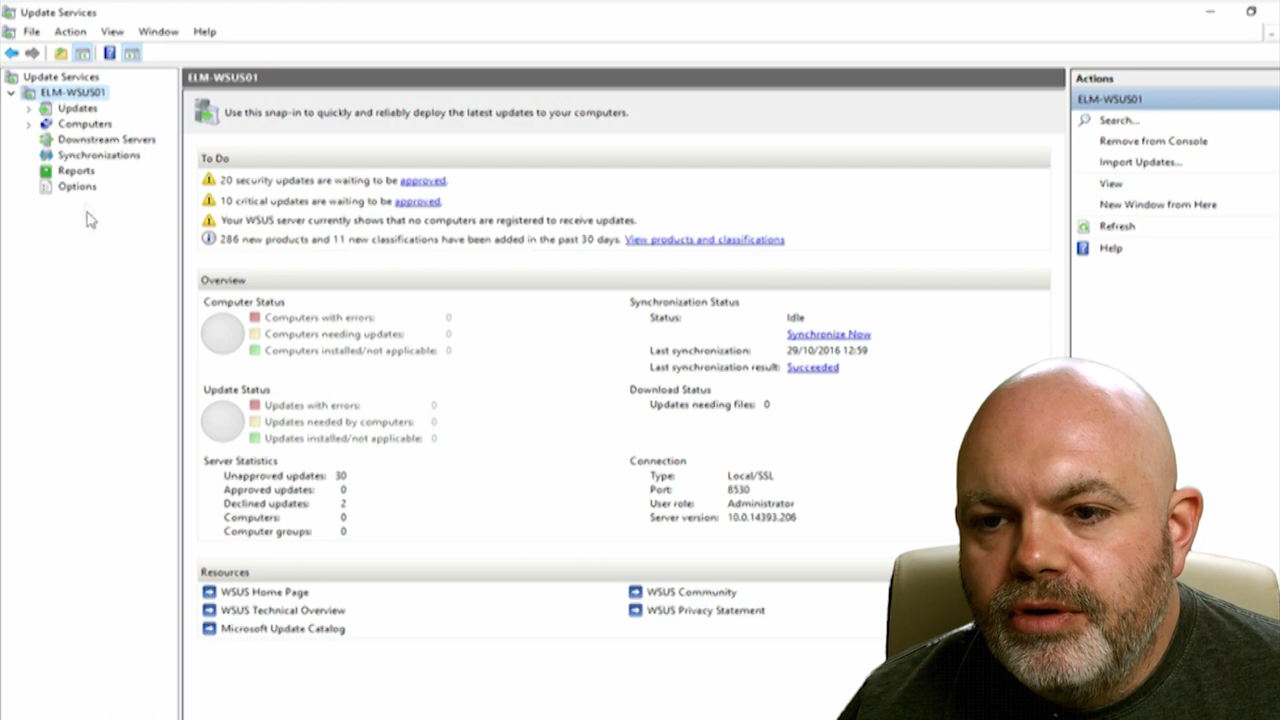 Update Services
File Action View Window Help
Update Services
ELM-WSUS01
Updates
Computers
Downstream Servers
Synchronizations
Reports
Options
ELM-WSUS01
Use this snap-in to quickly and reliably deploy the latest updates to your computers.
To Do
20 security updates are waiting to be approved.
10 critical updates are waiting to be approved.
Your WSUS server currently shows that no computers are registered to receive updates.
286 new products and 11 new classifications have been added in the past 30 days. View products and classifications
Overview
Computer Status
Computers with errors: 0
Computers needing updates: 0
Computers installed/not applicable: 0
Update Status
Updates with errors: 0
Updates needed by computers: 0
Updates installed/not applicable: 0
Server Statistics
Unapproved updates: 30
Approved updates: 0
Declined updates: 2
Computers: 0
Computer groups: 0
Synchronization Status
Status: Idle
Synchronize Now
Last synchronization: 29/10/2016 12:59
Last synchronization result: Succeeded
Download Status
Updates needing files: 0
Connection
Type: Local/SSL
Port: 8530
User role: Administrator
Server version: 10.0.14393.206
Resources
WSUS Home Page
WSUS Technical Overview
Microsoft Update Catalog
WSUS Community
WSUS Privacy Statement
Actions
ELM-WSUS01
Search...
Remove from Console
Import Updates...
View
New Window from Here
Refresh
Help